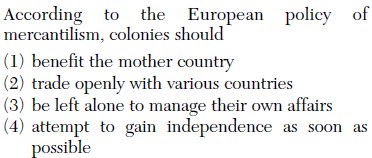 According to the European policy of
mercantilism, colonies should
(1) benefit the mother country
(2) trade openly with various countries
(3) be left alone to manage their own affairs
(4) attempt to gain independence as soon as
possible